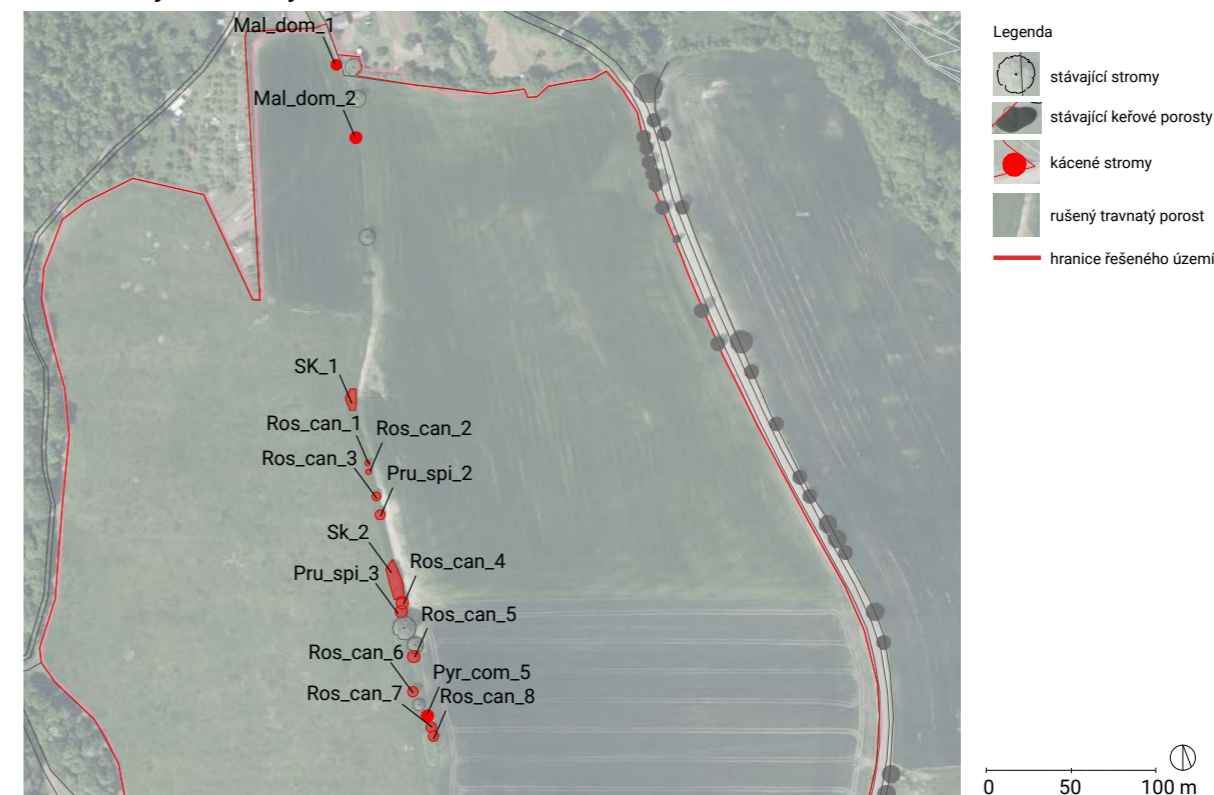 Mal_dom_1
Mal_dom_2
SK_1
Ros_can_1
Ros_can_2
Ros_can_3
Pru_spi_2
Sk_2
Ros_can_4
Pru_spi_3
Ros_can_5
Ros_can_6
Pyr_com_5
Ros_can_7
Ros_can_8
Legenda
stávající stromy
stávající keřové porosty
kácené stromy
rušený travnatý porost
hranice řešeného území
0 50 100 m